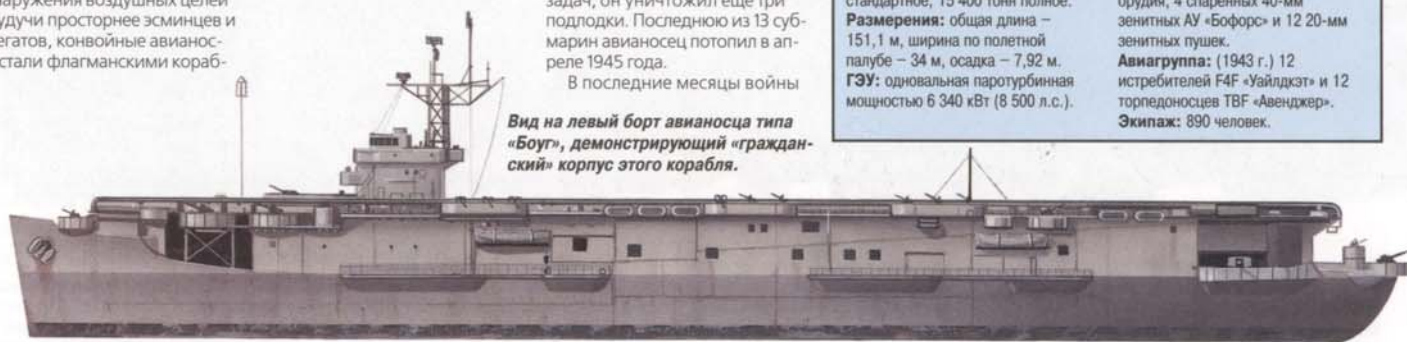 наружения воздушных целей
удучи просторнее эсминцев и
егатов, конвойные авианос-
стали флагманскими кораб-
задач, он уничтожил еще три
подлодки. Последнюю из 13 суб-
марин авианосец потопил в ап-
реле 1945 года.
В последние месяцы войны
Вид на левый борт авианосца типа
«Боуг», демонстрирующий «граждан-
ский» корпус этого корабля.
стандартное, 15 400 тонн полное.
Размерения: общая длина –
151,1 м, ширина по полетной
палубе – 34 м, осадка – 7,92 м.
ГЭУ: одновальная паротурбинная
мощностью 6 340 кВт (8 500 л.с.).
орудия, 4 спаренных 40-мм
зенитных АУ «Бофорс» и 12 20-мм
зенитных пушек.
Авиагруппа: (1943 г.) 12
истребителей F4F «Уайлдкэт» и 12
торпедоносцев TBF «Авенджер».
Экипаж: 890 человек.